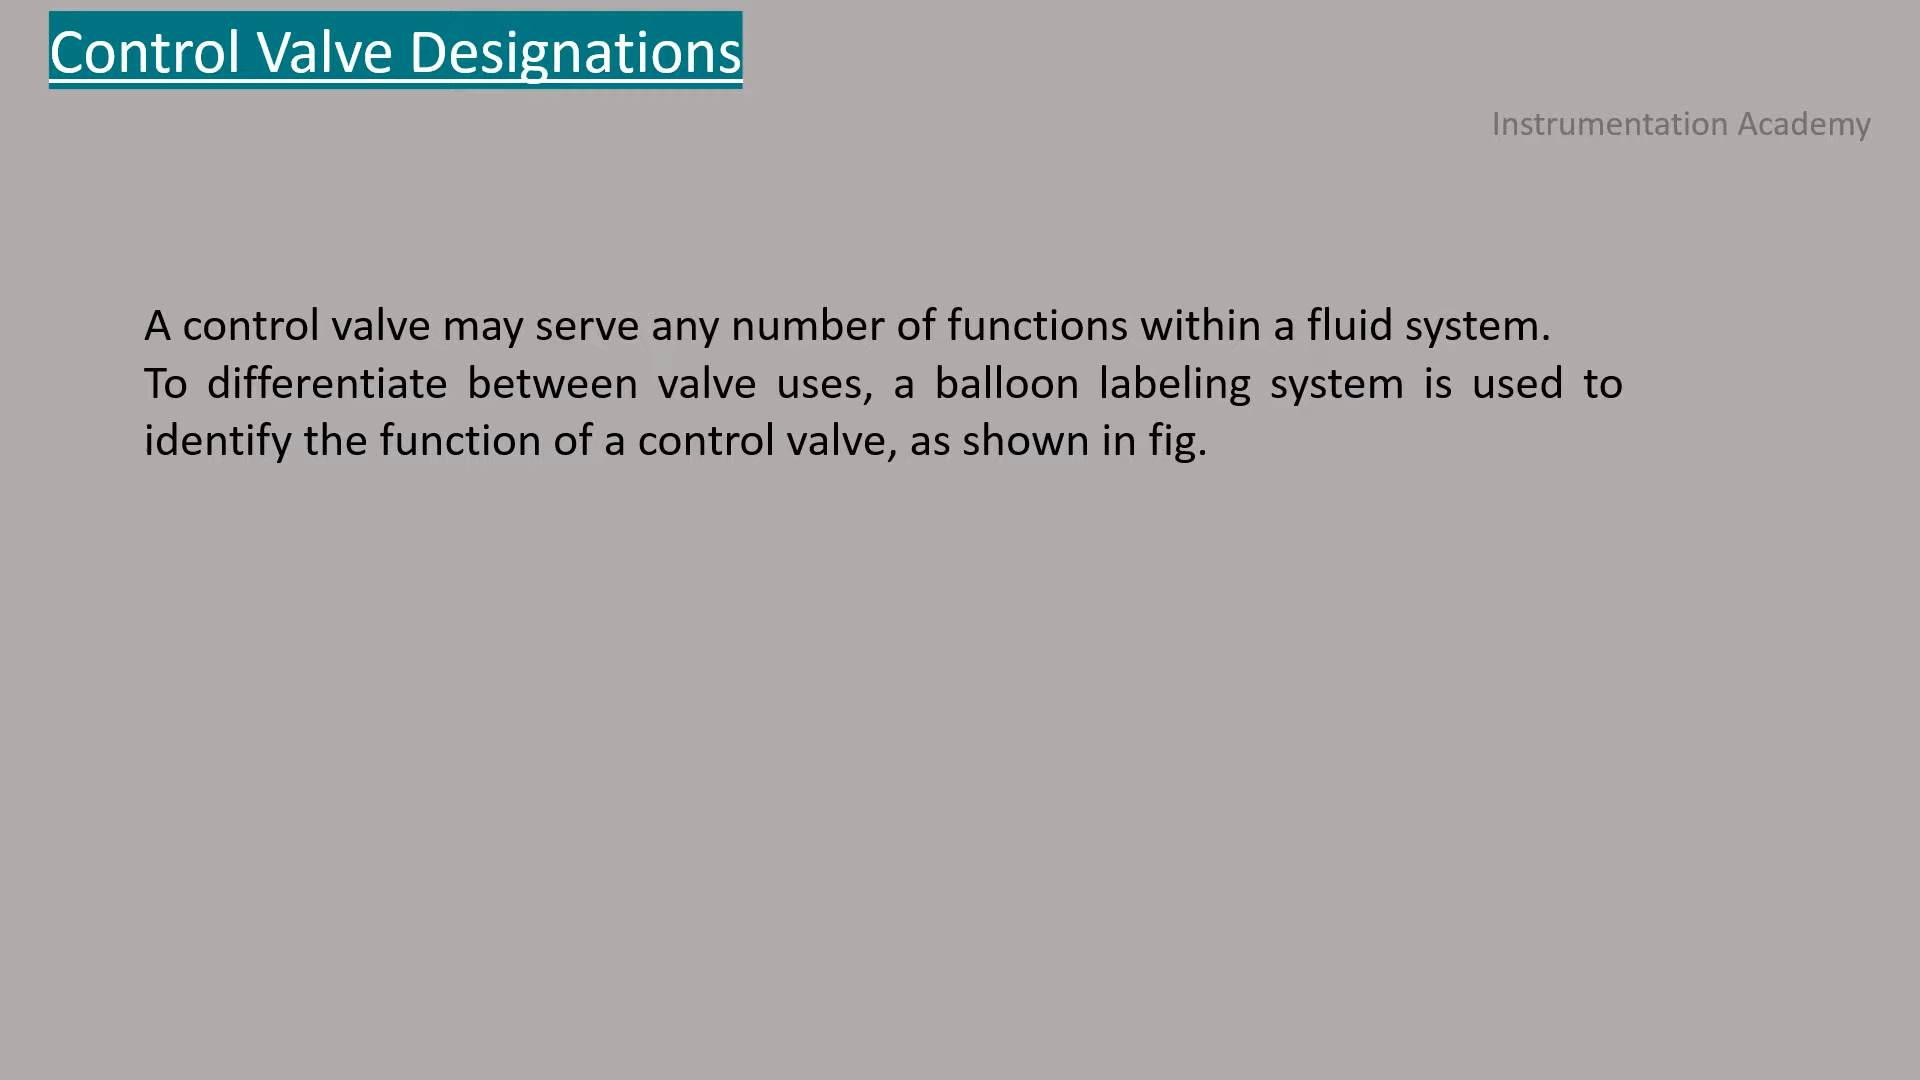 Control Valve Designations
Instrumentation Academy
A control valve may serve any number of functions within a fluid system.
To differentiate between valve uses, a balloon labeling system is used to
identify the function of a control valve, as shown in fig.